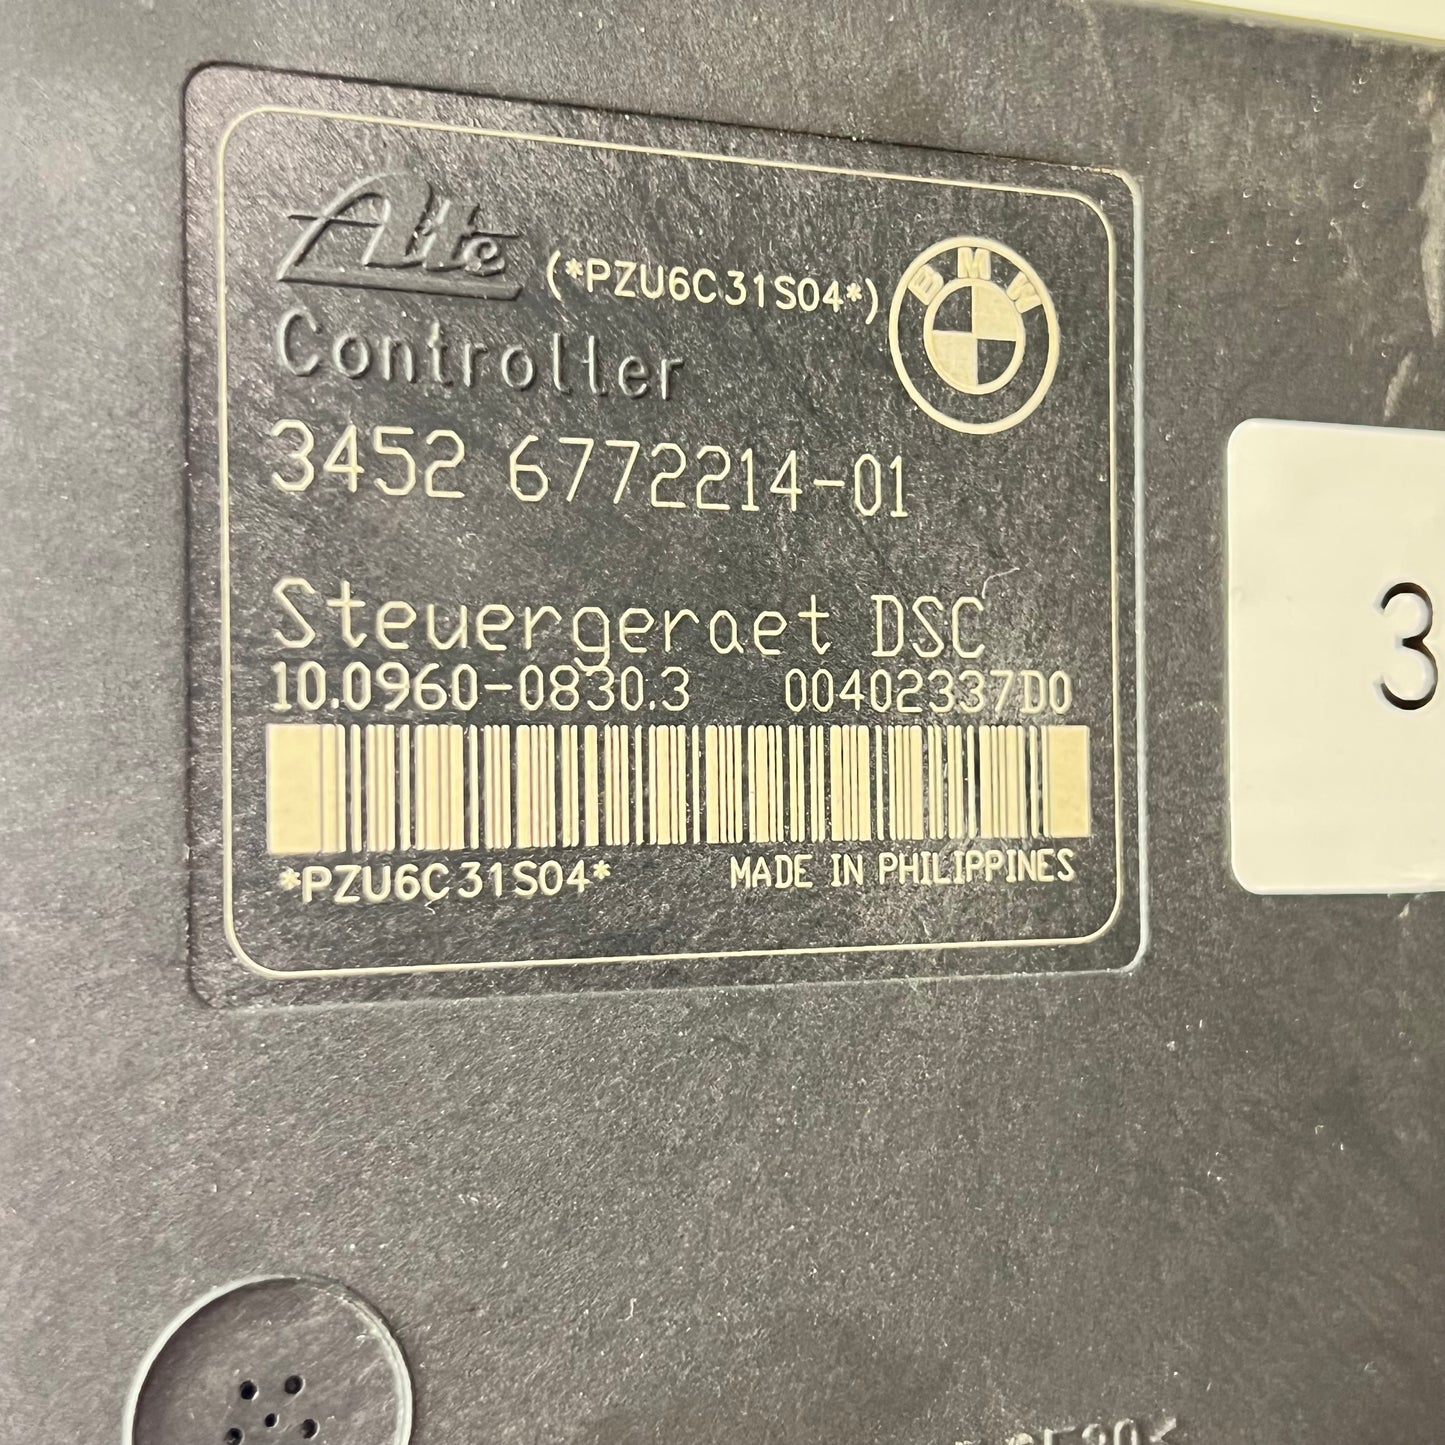 Ate (*PZU6C31S04*) BMW
Controller
3452 6772214-01
Steuergeraet DSC
10.0960-0830.3 00402337D0
*PZU6C31S04* MADE IN PHILIPPINES
3